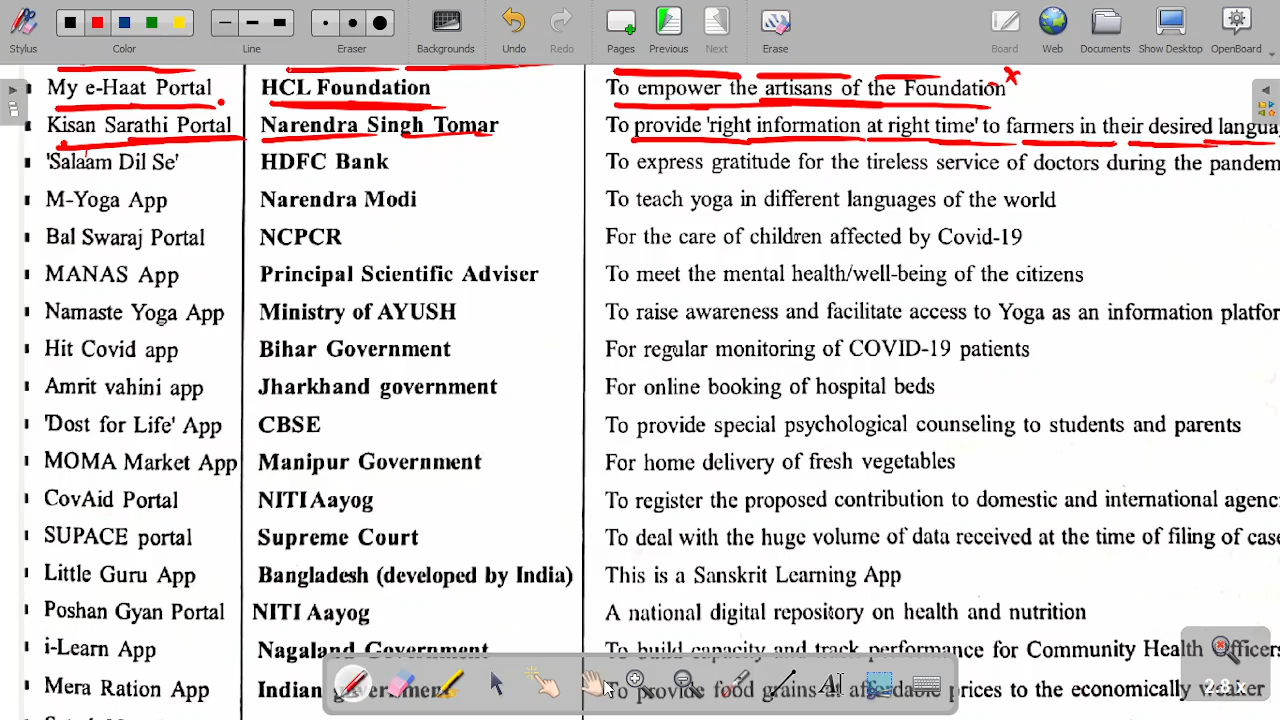 Stylus Color Line Eraser Backgrounds Undo Redo Pages Previous Next Erase Board Web Documents Show Desktop OpenBoard
My e-Haat Portal HCL Foundation To empower the artisans of the Foundation
Kisan Sarathi Portal Narendra Singh Tomar To provide 'right information at right time' to farmers in their desired langua
'Salaam Dil Se' HDFC Bank To express gratitude for the tireless service of doctors during the pandem
M-Yoga App Narendra Modi To teach yoga in different languages of the world
Bal Swaraj Portal NCPCR For the care of children affected by Covid-19
MANAS App Principal Scientific Adviser To meet the mental health/well-being of the citizens
Namaste Yoga App Ministry of AYUSH To raise awareness and facilitate access to Yoga as an information platfor
Hit Covid app Bihar Government For regular monitoring of COVID-19 patients
Amrit vahini app Jharkhand government For online booking of hospital beds
'Dost for Life' App CBSE To provide special psychological counseling to students and parents
MOMA Market App Manipur Government For home delivery of fresh vegetables
CovAid Portal NITI Aayog To register the proposed contribution to domestic and international agenc
SUPACE portal Supreme Court To deal with the huge volume of data received at the time of filing of case
Little Guru App Bangladesh (developed by India) This is a Sanskrit Learning App
Poshan Gyan Portal NITI Aayog A national digital repository on health and nutrition
i-Learn App Nagaland Government To build capacity and track performance for Community Health Officers
Mera Ration App Indian government To provide food grains at affordable prices to the economically weaker
2.8 x